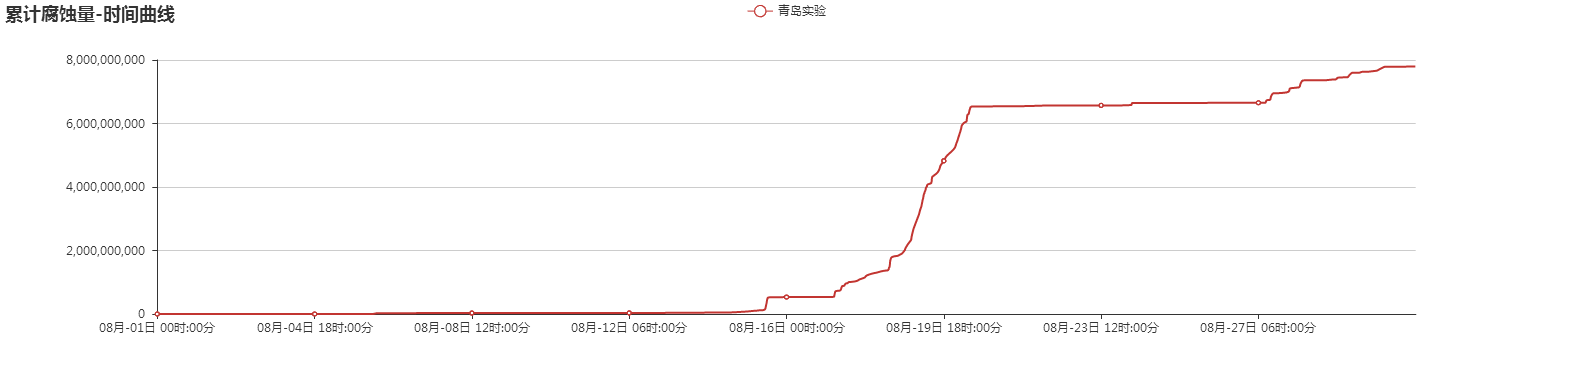 累计腐蚀量-时间曲线
青岛实验
8,000,000,000
6,000,000,000
4,000,000,000
2,000,000,000
0
08月-01日 00时:00分
08月-04日 18时:00分
08月-08日 12时:00分
08月-12日 06时:00分
08月-16日 00时:00分
08月-19日 18时:00分
08月-23日 12时:00分
08月-27日 06时:00分